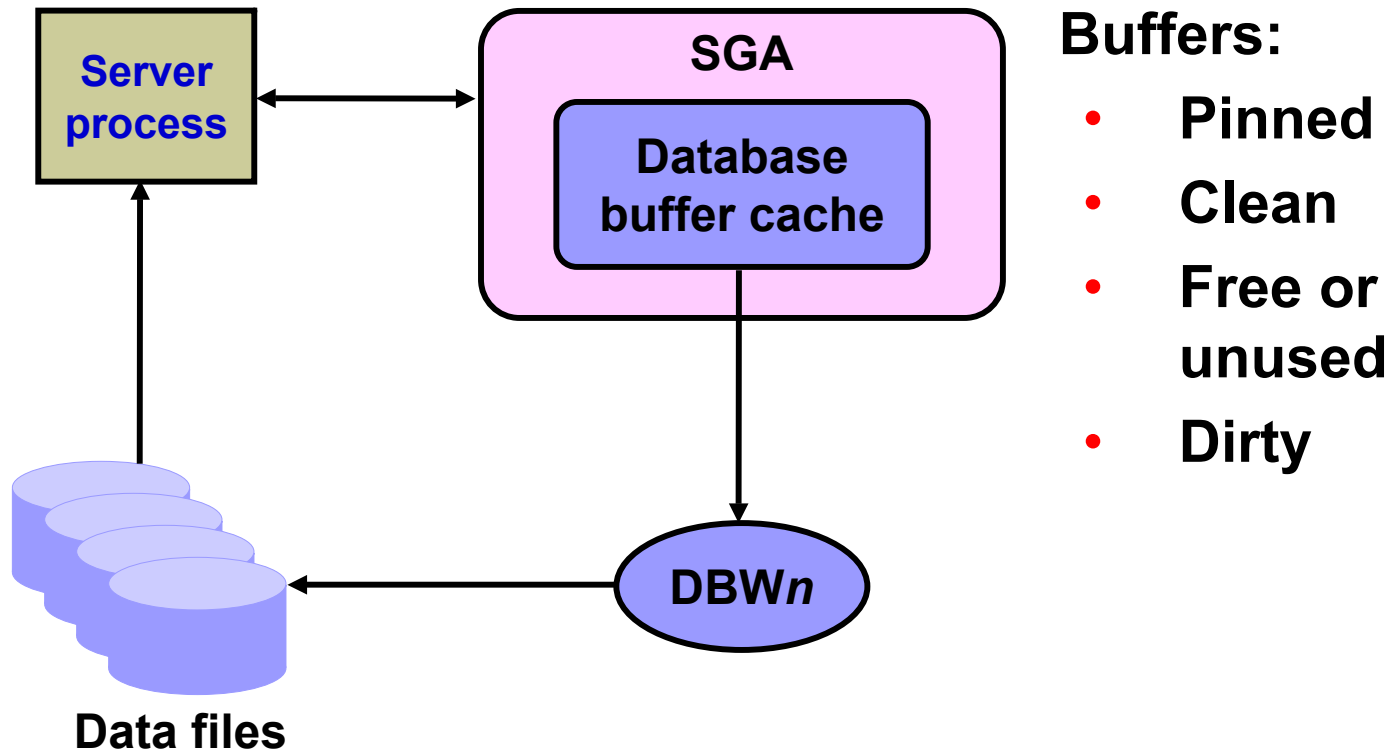 Server
process
SGA
Database
buffer cache
DBWn
Data files
Buffers:
• Pinned
• Clean
• Free or
unused
• Dirty